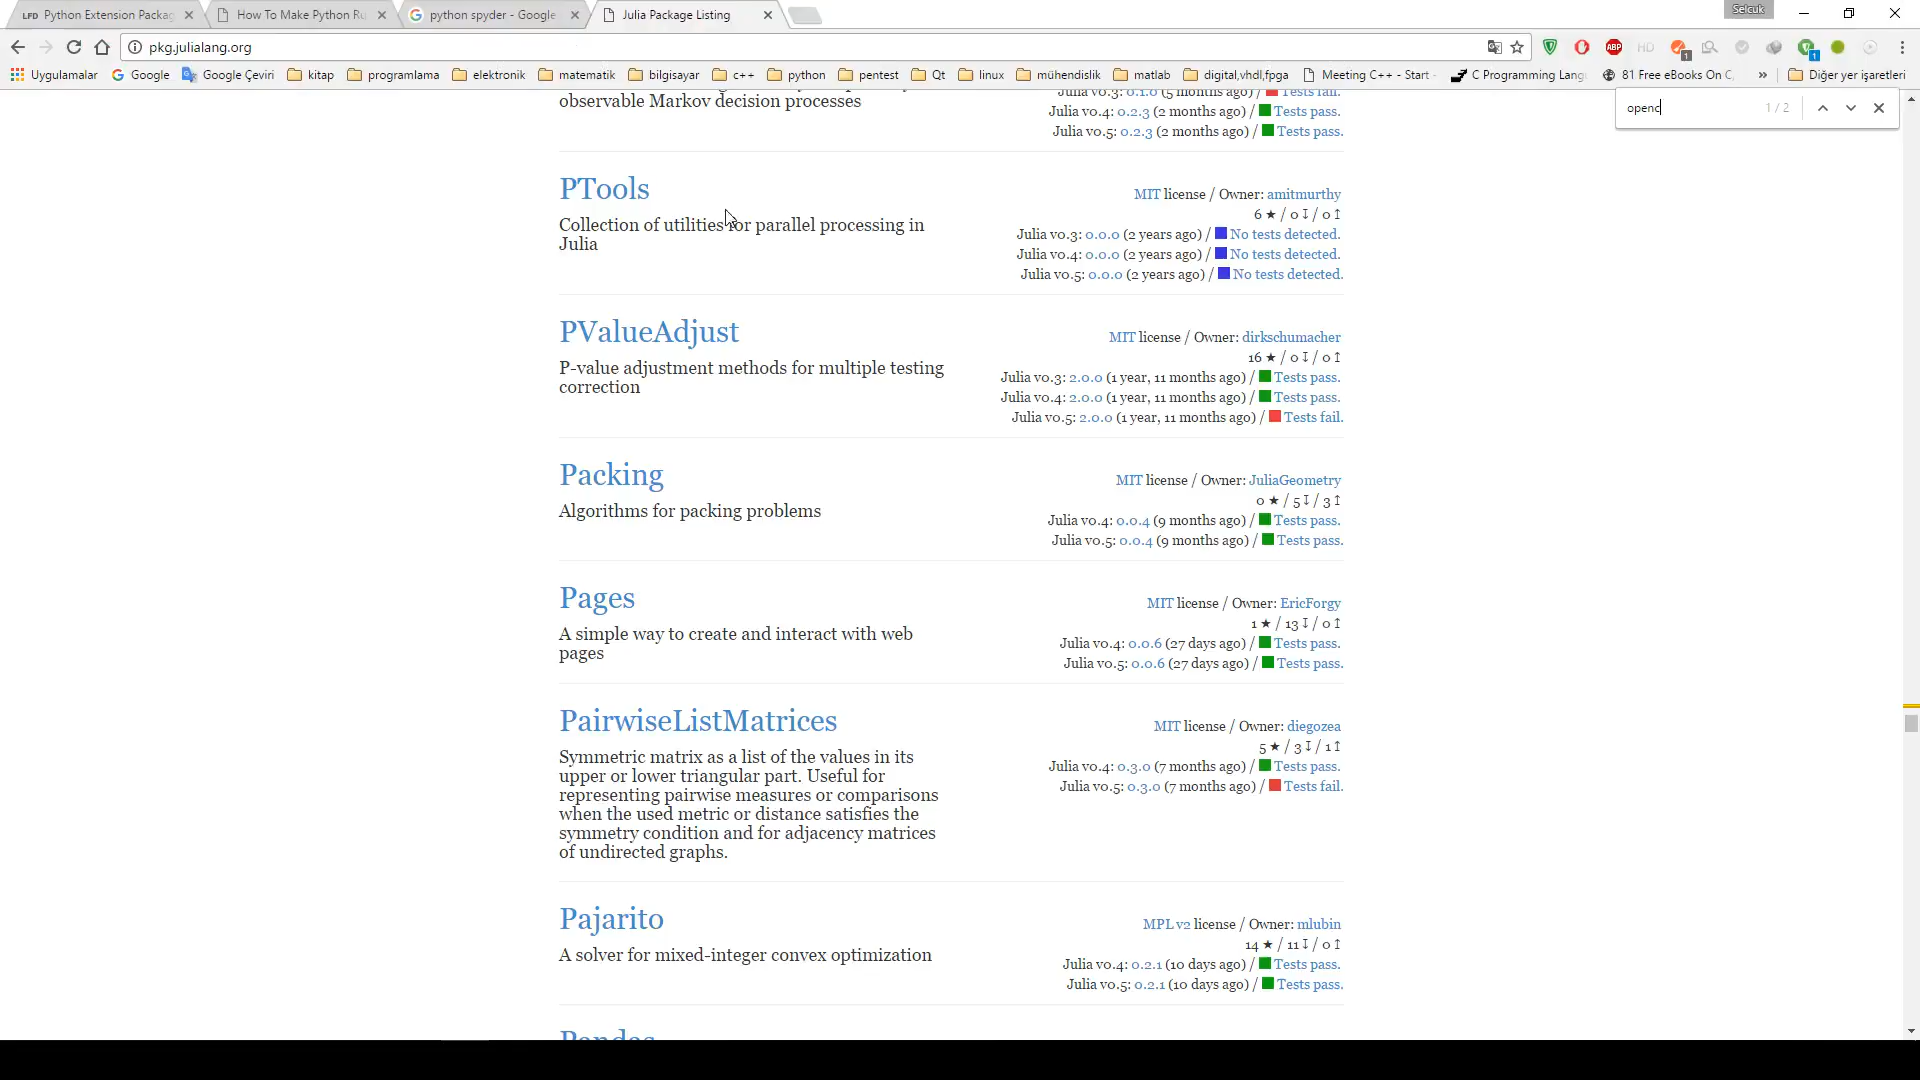 Python Extension Packag
How To Make Python Ru
python spyder - Google
Julia Package Listing
Selcuk
pkg.julialang.org
Uygulamalar
Google
Google Çeviri
kitap
programlama
elektronik
matematik
bilgisayar
c++
python
pentest
Qt
linux
mühendislik
matlab
digital,vhdl,fpga
Meeting C++ - Start
C Programming Lang
81 Free eBooks On C
»
Diğer yer işaretleri
openc
1 / 2
observable Markov decision processes
Julia v0.3: 0.1.0 (5 months ago) / Tests fail.
Julia v0.4: 0.2.3 (2 months ago) / Tests pass.
Julia v0.5: 0.2.3 (2 months ago) / Tests pass.
PTools
Collection of utilities for parallel processing in
Julia
MIT license / Owner: amitmurthy
6 ★ / 0 ↧ / 0 ↥
Julia v0.3: 0.0.0 (2 years ago) / No tests detected.
Julia v0.4: 0.0.0 (2 years ago) / No tests detected.
Julia v0.5: 0.0.0 (2 years ago) / No tests detected.
PValueAdjust
P-value adjustment methods for multiple testing
correction
MIT license / Owner: dirkschumacher
16 ★ / 0 ↧ / 0 ↥
Julia v0.3: 2.0.0 (1 year, 11 months ago) / Tests pass.
Julia v0.4: 2.0.0 (1 year, 11 months ago) / Tests pass.
Julia v0.5: 2.0.0 (1 year, 11 months ago) / Tests fail.
Packing
Algorithms for packing problems
MIT license / Owner: JuliaGeometry
0 ★ / 5 ↧ / 3 ↥
Julia v0.4: 0.0.4 (9 months ago) / Tests pass.
Julia v0.5: 0.0.4 (9 months ago) / Tests pass.
Pages
A simple way to create and interact with web
pages
MIT license / Owner: EricForgy
1 ★ / 13 ↧ / 0 ↥
Julia v0.4: 0.0.6 (27 days ago) / Tests pass.
Julia v0.5: 0.0.6 (27 days ago) / Tests pass.
PairwiseListMatrices
Symmetric matrix as a list of the values in its
upper or lower triangular part. Useful for
representing pairwise measures or comparisons
when the used metric or distance satisfies the
symmetry condition and for adjacency matrices
of undirected graphs.
MIT license / Owner: diegozea
5 ★ / 3 ↧ / 1 ↥
Julia v0.4: 0.3.0 (7 months ago) / Tests pass.
Julia v0.5: 0.3.0 (7 months ago) / Tests fail.
Pajarito
A solver for mixed-integer convex optimization
MPL v2 license / Owner: mlubin
14 ★ / 11 ↧ / 0 ↥
Julia v0.4: 0.2.1 (10 days ago) / Tests pass.
Julia v0.5: 0.2.1 (10 days ago) / Tests pass.
Pandas